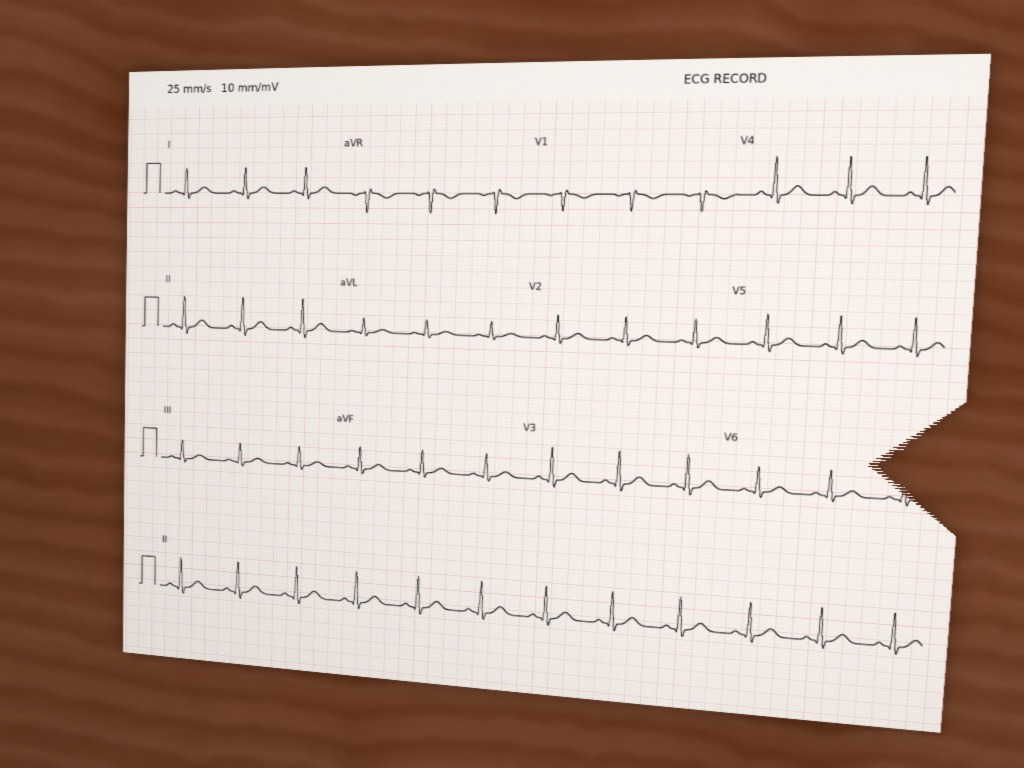 25 mm/s 10 mm/mV ECG RECORD
I aVR V1 V4
II aVL V2 V5
III aVF V3 V6
II